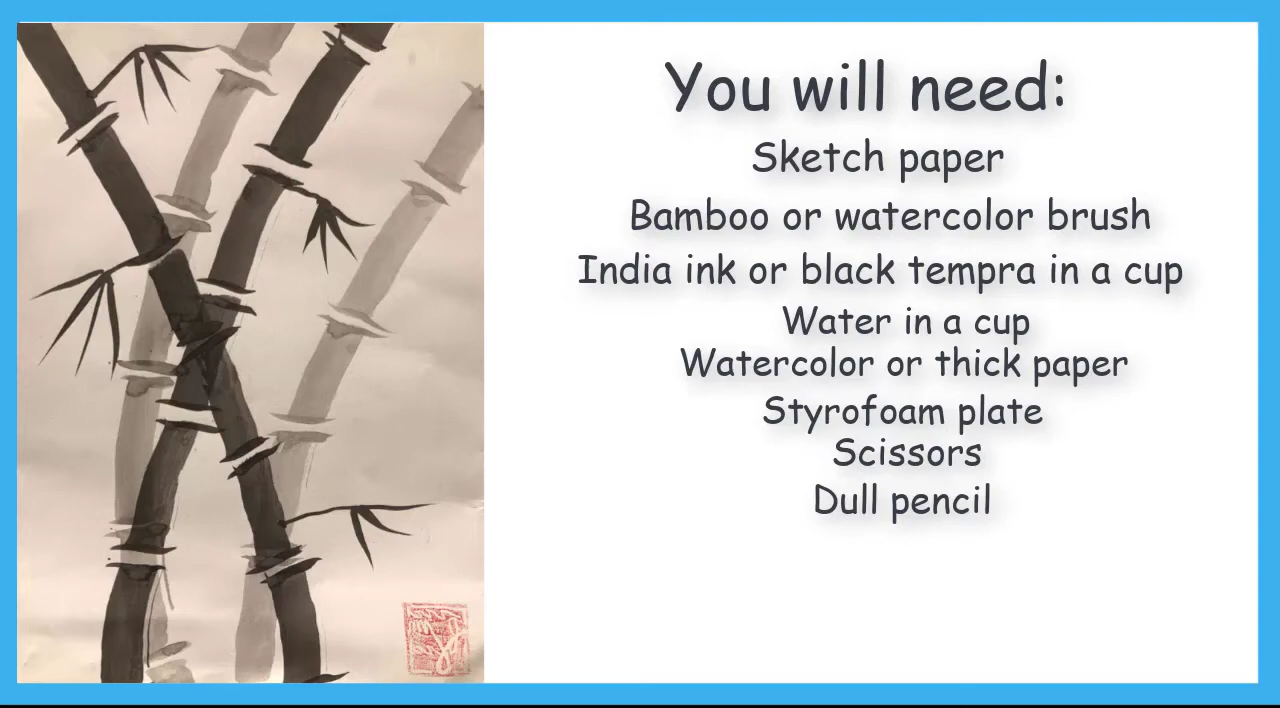 You will need:
Sketch paper
Bamboo or watercolor brush
India ink or black tempra in a cup
Water in a cup
Watercolor or thick paper
Styrofoam plate
Scissors
Dull pencil